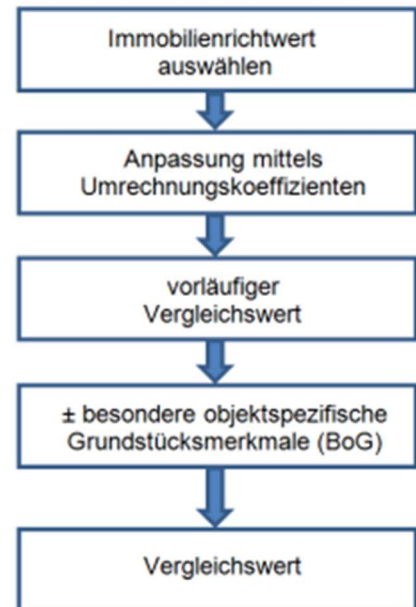 Immobilienrichtwert
auswählen
Anpassung mittels
Umrechnungskoeffizienten
vorläufiger
Vergleichswert
± besondere objektspezifische
Grundstücksmerkmale (BoG)
Vergleichswert